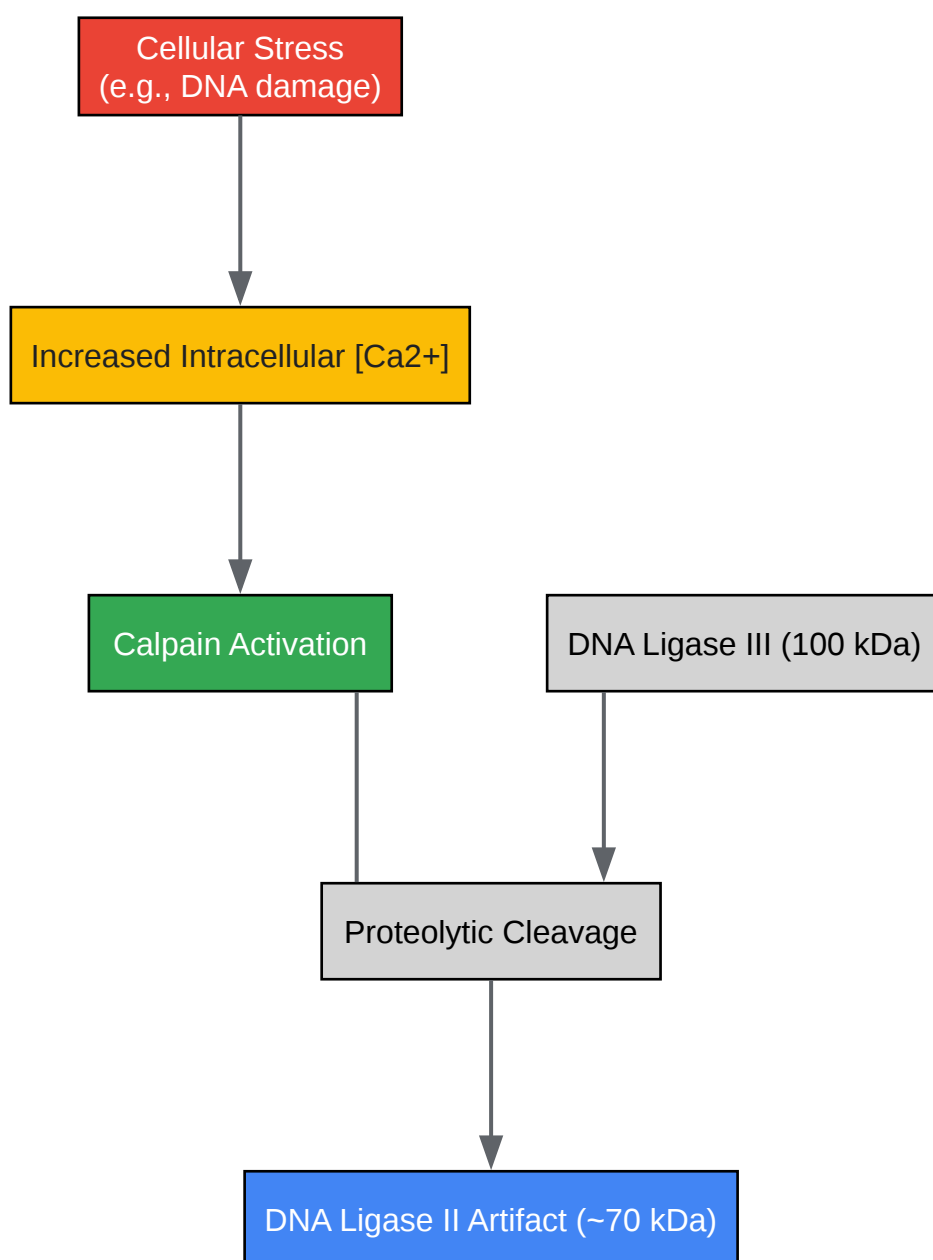 Cellular Stress
(e.g., DNA damage)
Increased Intracellular [Ca2+]
Calpain Activation
DNA Ligase III (100 kDa)
Proteolytic Cleavage
DNA Ligase II Artifact (~70 kDa)